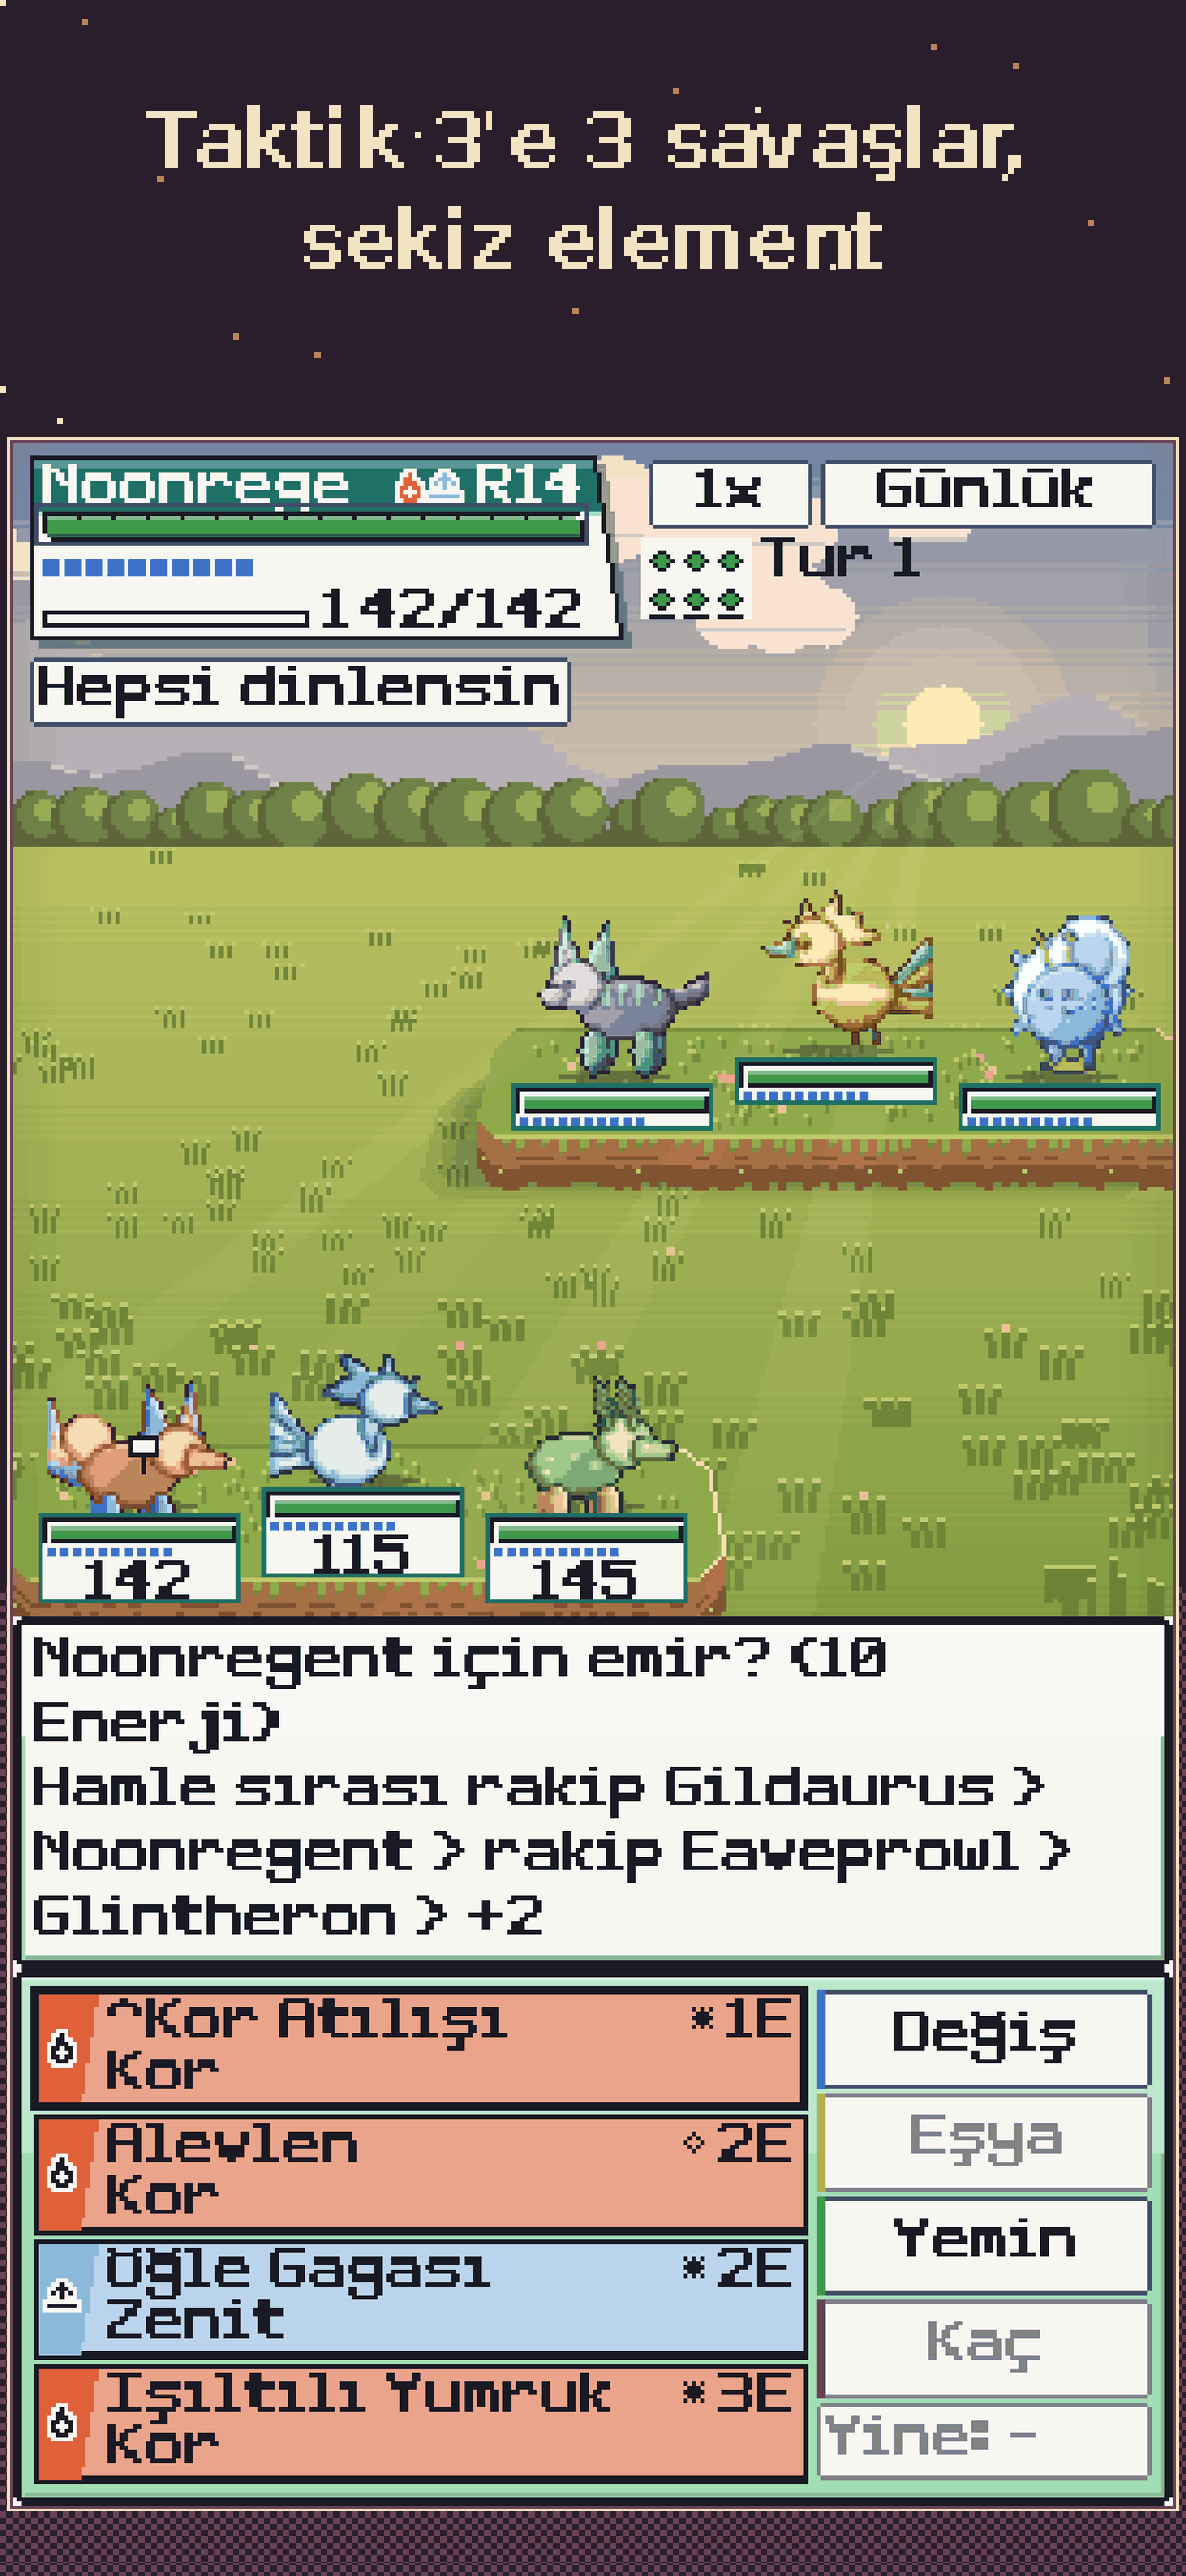 Taktik 3'e 3 savaşlar,
sekiz element
Noonrege R14
1x
Günlük
142/142
Tur 1
Hepsi dinlensin
142
115
145
Noonregent için emir? (10
Enerji)
Hamle sırası rakip Gildaurus >
Noonregent > rakip Eaveprowl >
Glintheron > +2
^Kor Atılışı *1E
Kor
Değiş
Alevlen ◇2E
Kor
Eşya
Öğle Gagası *2E
Zenit
Yemin
Işıltılı Yumruk *3E
Kor
Kaç
Yine: -